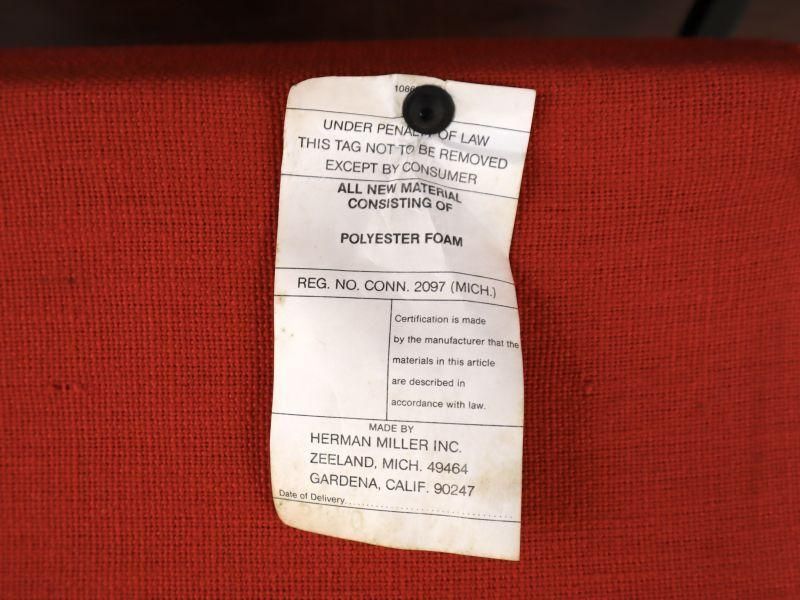 UNDER PENALTY OF LAW
THIS TAG NOT TO BE REMOVED
EXCEPT BY CONSUMER
ALL NEW MATERIAL
CONSISTING OF
POLYESTER FOAM
REG. NO. CONN. 2097 (MICH.)
Certification is made
by the manufacturer that the
materials in this article
are described in
accordance with law.
MADE BY
HERMAN MILLER INC.
ZEELAND, MICH. 49464
GARDENA, CALIF. 90247
Date of Delivery